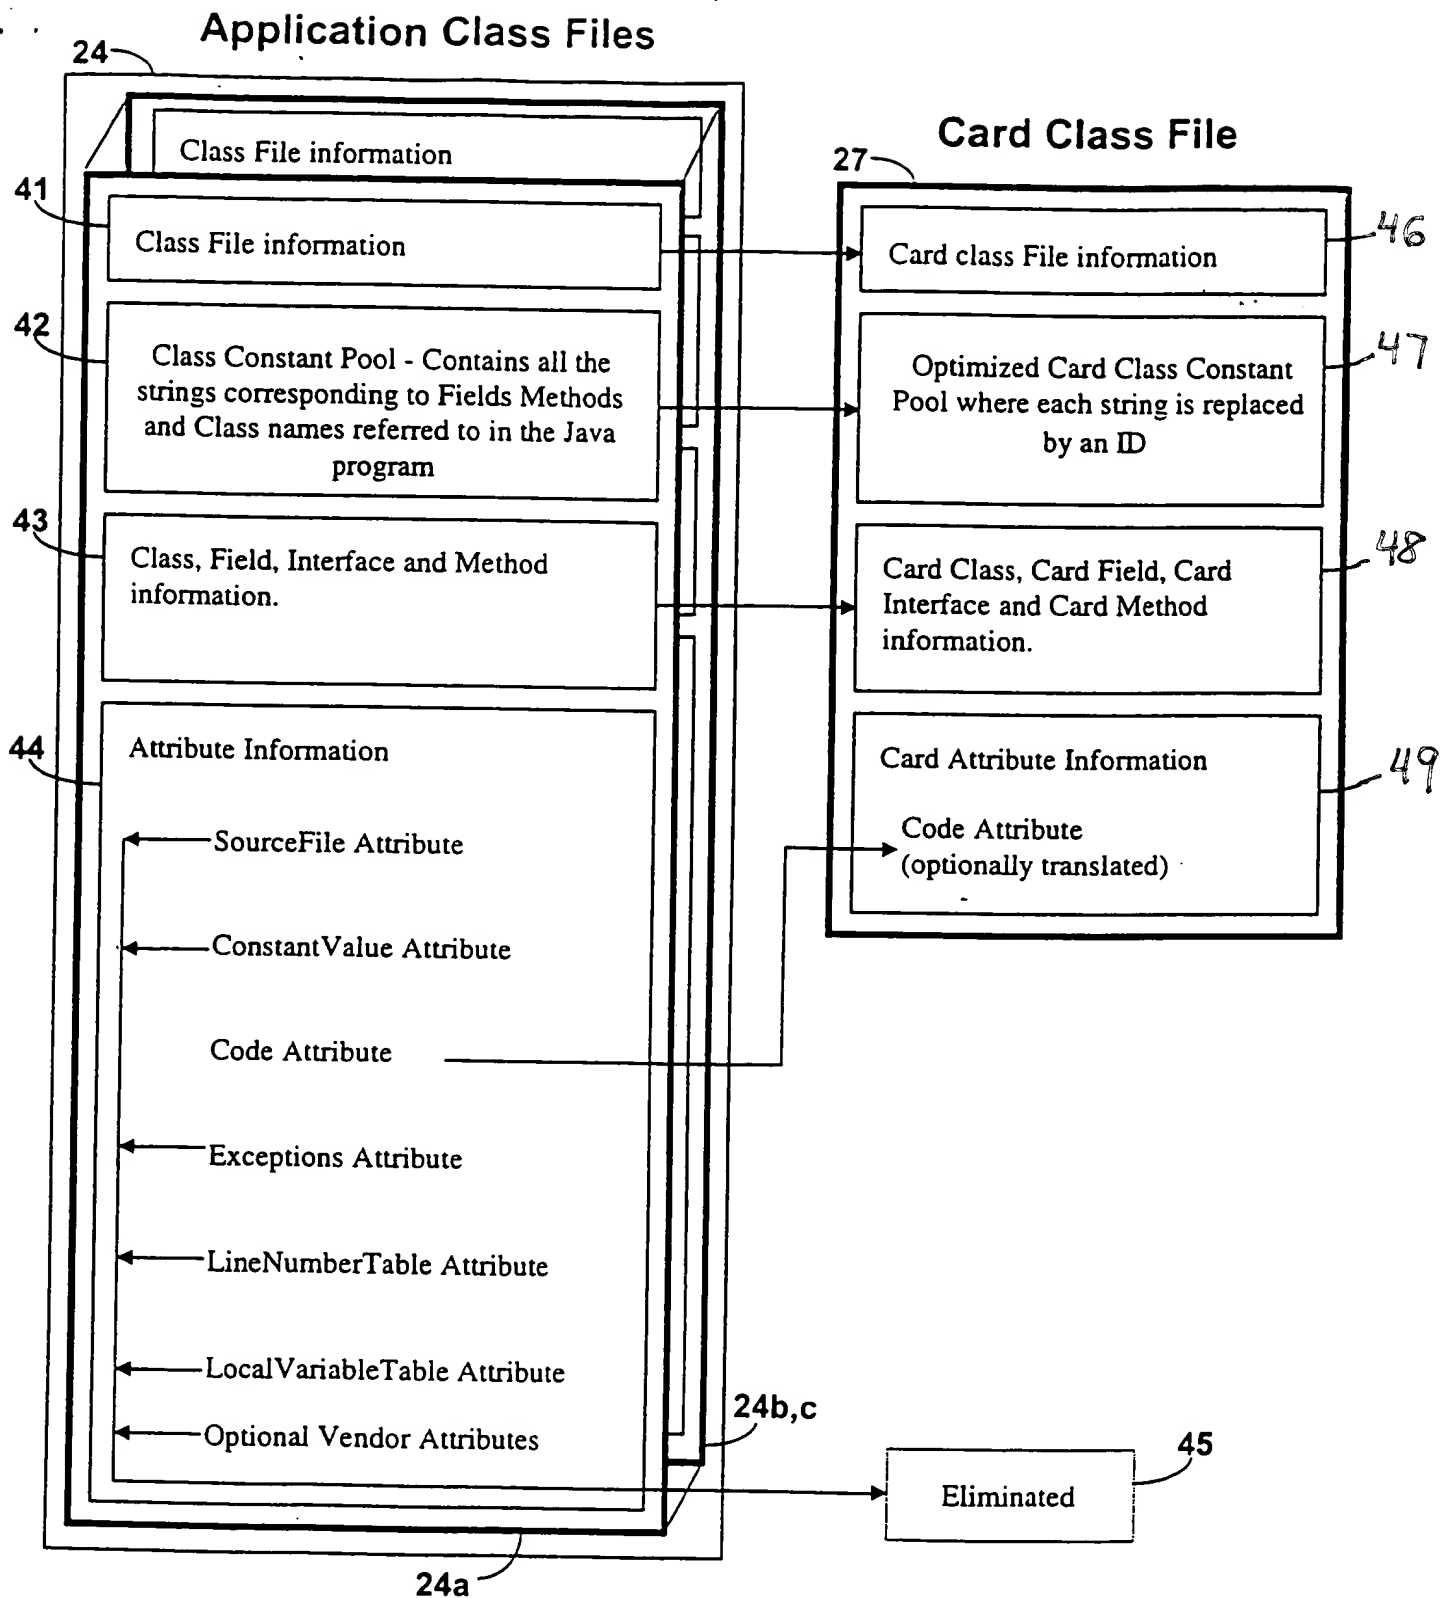 Application Class Files
24
Class File information
41
Class File information
42
Class Constant Pool - Contains all the
strings corresponding to Fields Methods
and Class names referred to in the Java
program
43
Class, Field, Interface and Method
information.
44
Attribute Information
SourceFile Attribute
ConstantValue Attribute
Code Attribute
Exceptions Attribute
LineNumberTable Attribute
LocalVariableTable Attribute
Optional Vendor Attributes
24b,c
24a
Card Class File
27
Card class File information
46
Optimized Card Class Constant
Pool where each string is replaced
by an ID
47
Card Class, Card Field, Card
Interface and Card Method
information.
48
Card Attribute Information
Code Attribute
(optionally translated)
49
Eliminated
45